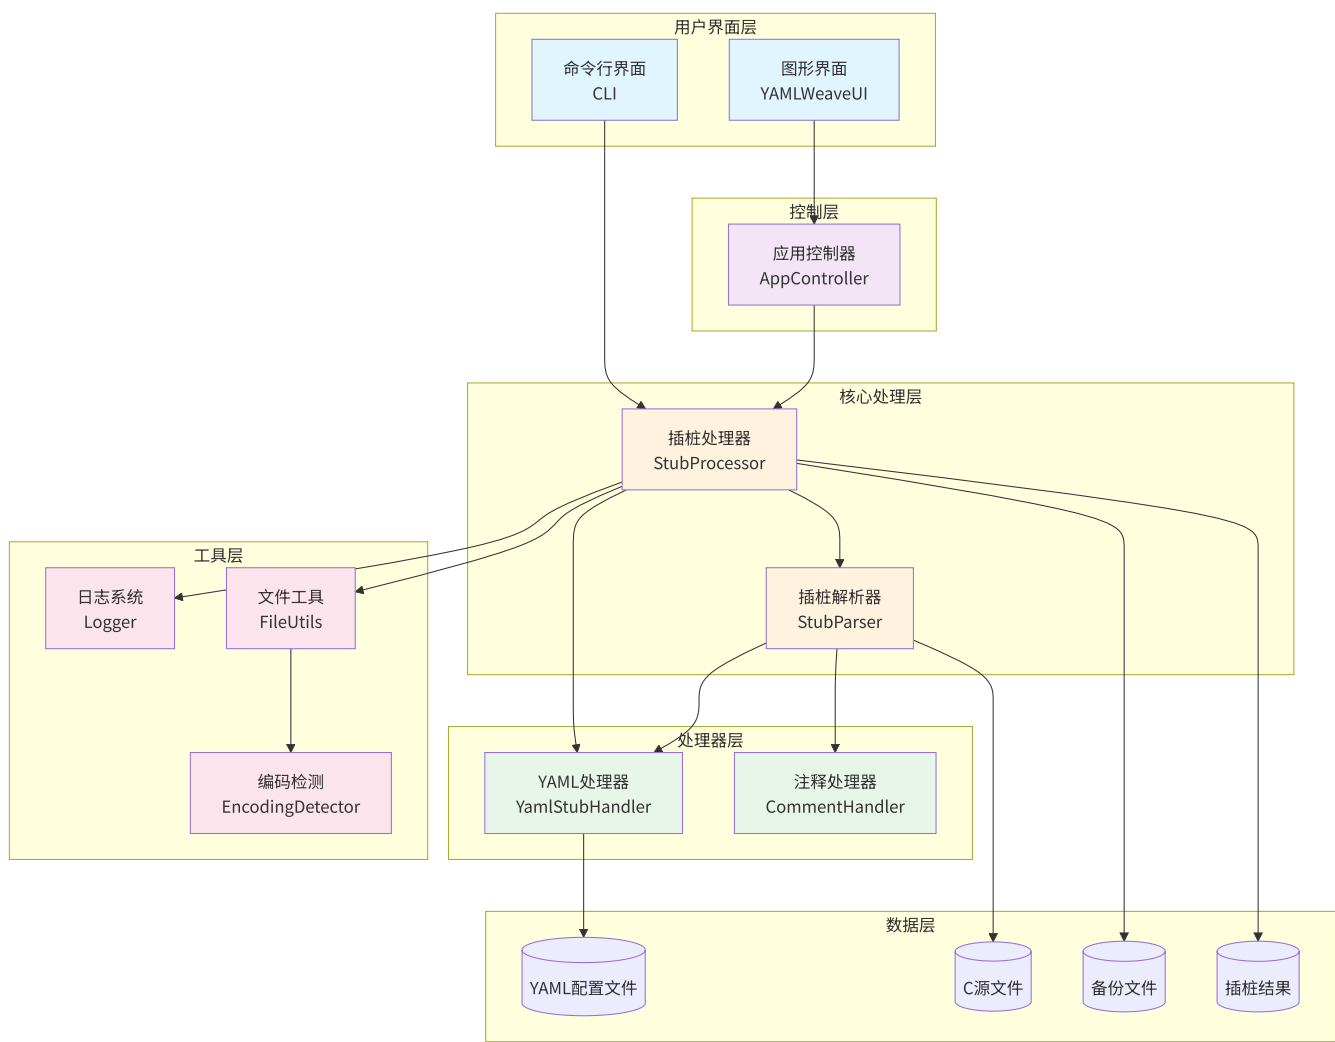 用户界面层
命令行界面
CLI
图形界面
YAMLWeaveUI
控制层
应用控制器
AppController
核心处理层
插桩处理器
StubProcessor
工具层
日志系统
Logger
文件工具
FileUtils
插桩解析器
StubParser
编码检测
EncodingDetector
处理器层
YAML处理器
YamlStubHandler
注释处理器
CommentHandler
数据层
YAML配置文件
C源文件
备份文件
插桩结果